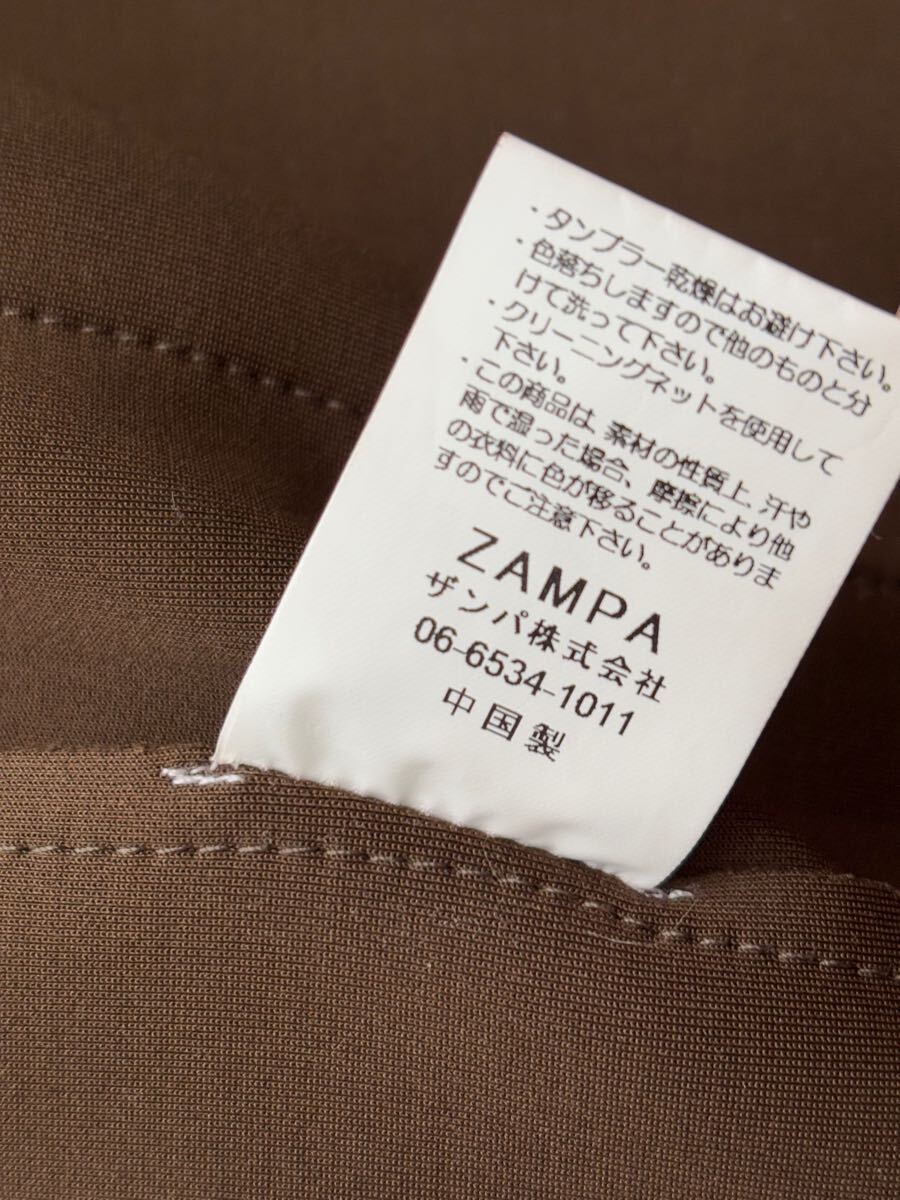 ・タンブラー乾燥はお避け下さい。
・色落ちしますので他のものと分
けて洗って下さい。
・クリーニングネットを使用して
下さい。
・この商品は、素材の性質上、汗や
雨で湿った場合、摩擦により他
の衣料に色が移ることがありま
すのでご注意下さい。
ZAMPA
ザンパ株式会社
06-6534-1011
中国製